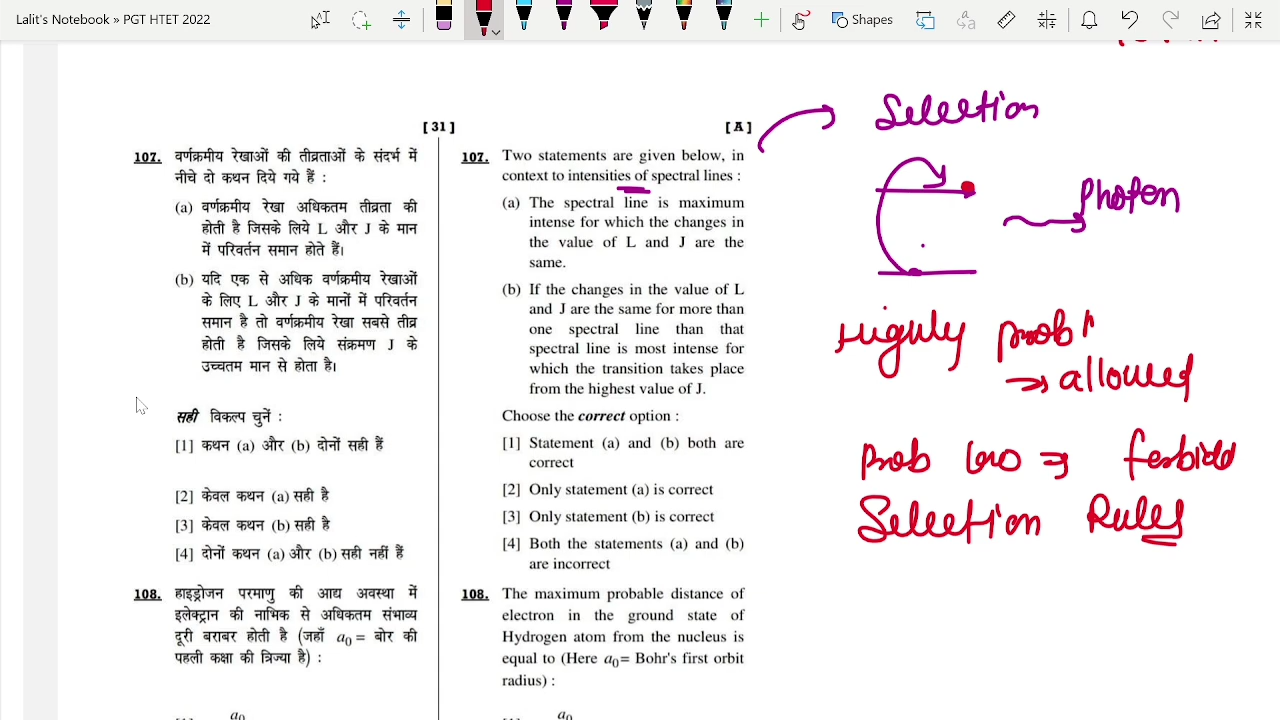 Lalit's Notebook » PGT HTET 2022
Shapes
[ 31 ]
[ A ]
107. वर्णक्रमीय रेखाओं की तीव्रताओं के संदर्भ में
नीचे दो कथन दिये गये हैं :
(a) वर्णक्रमीय रेखा अधिकतम तीव्रता की
होती है जिसके लिये L और J के मान
में परिवर्तन समान होते हैं।
(b) यदि एक से अधिक वर्णक्रमीय रेखाओं
के लिए L और J के मानों में परिवर्तन
समान है तो वर्णक्रमीय रेखा सबसे तीव्र
होती है जिसके लिये संक्रमण J के
उच्चतम मान से होता है।
सही विकल्प चुनें :
[1] कथन (a) और (b) दोनों सही हैं
[2] केवल कथन (a) सही है
[3] केवल कथन (b) सही है
[4] दोनों कथन (a) और (b) सही नहीं हैं
108. हाइड्रोजन परमाणु की आद्य अवस्था में
इलेक्ट्रान की नाभिक से अधिकतम संभाव्य
दूरी बराबर होती है (जहाँ a₀ = बोर की
पहली कक्षा की त्रिज्या है) :
a₀
107. Two statements are given below, in
context to intensities of spectral lines :
(a) The spectral line is maximum
intense for which the changes in
the value of L and J are the
same.
(b) If the changes in the value of L
and J are the same for more than
one spectral line than that
spectral line is most intense for
which the transition takes place
from the highest value of J.
Choose the correct option :
[1] Statement (a) and (b) both are
correct
[2] Only statement (a) is correct
[3] Only statement (b) is correct
[4] Both the statements (a) and (b)
are incorrect
108. The maximum probable distance of
electron in the ground state of
Hydrogen atom from the nucleus is
equal to (Here a₀= Bohr's first orbit
radius) :
a₀
Selection
Photon
Highly prob
⇒ allowed
Prob low ⇒
Selection Rules